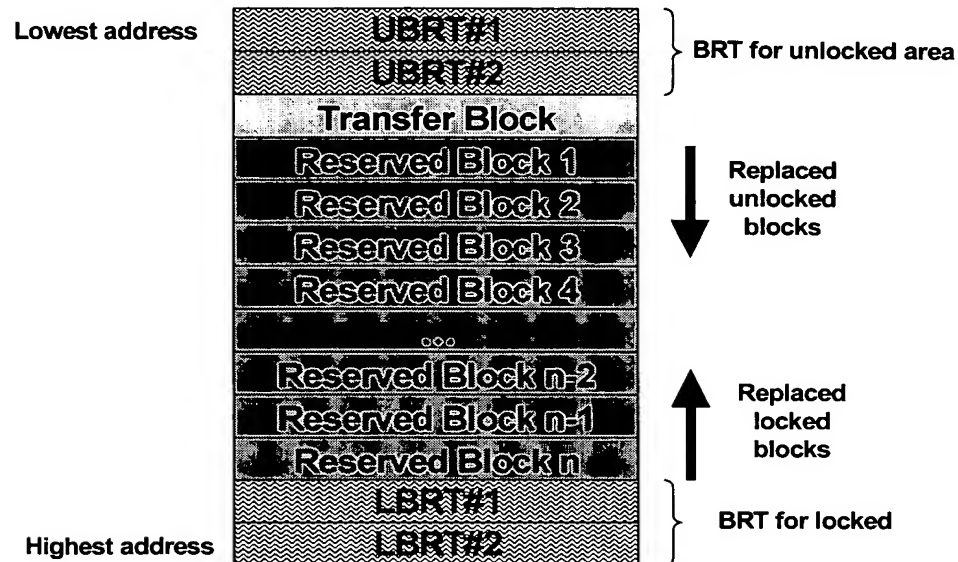 Lowest address
UBRT#1
UBRT#2
BRT for unlocked area
Transfer Block
Reserved Block 1
Reserved Block 2
Reserved Block 3
Reserved Block 4
Replaced
unlocked
blocks
ooo
Reserved Block n-2
Reserved Block n-1
Reserved Block n
Replaced
locked
blocks
LBRT#1
LBRT#2
BRT for locked
Highest address